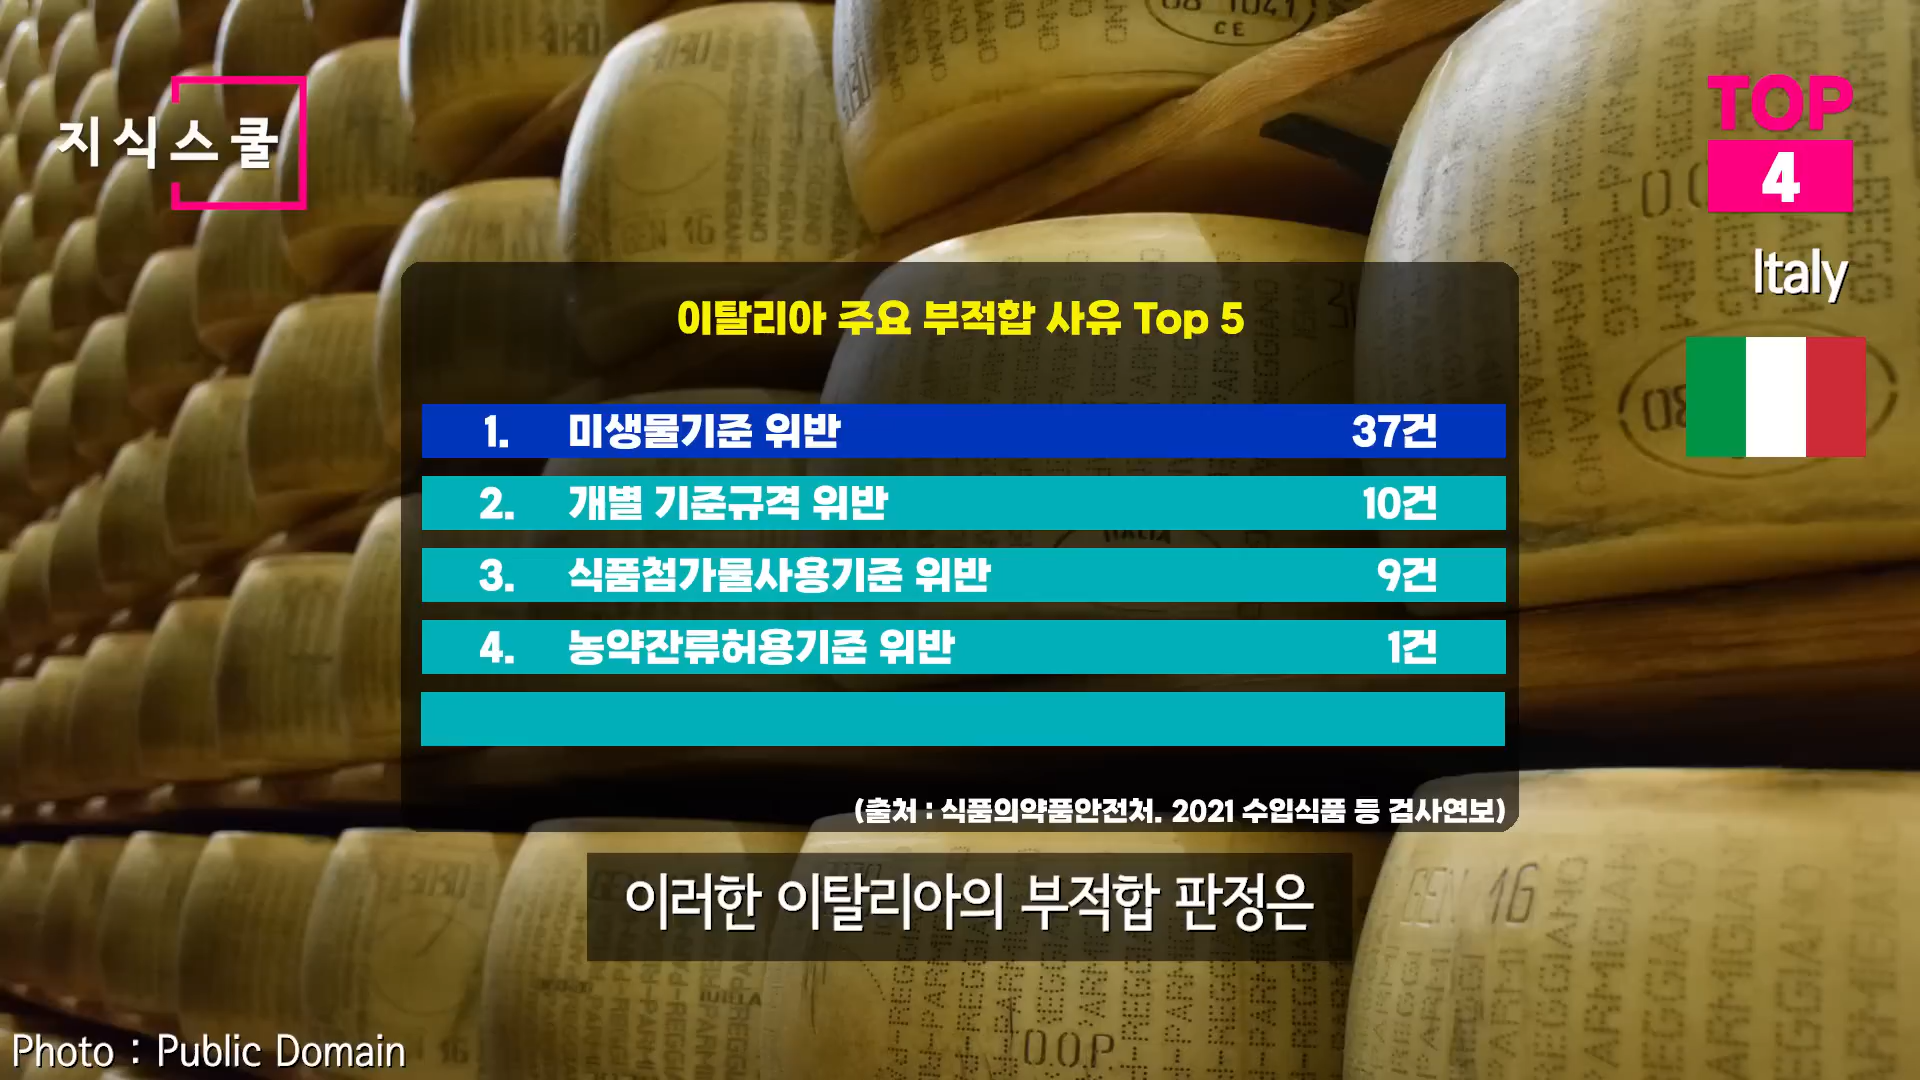 지식스쿨
TOP
4
Italy
이탈리아 주요 부적합 사유 Top 5
1. 미생물기준 위반 37건
2. 개별 기준규격 위반 10건
3. 식품첨가물사용기준 위반 9건
4. 농약잔류허용기준 위반 1건
(출처 : 식품의약품안전처. 2021 수입식품 등 검사연보)
이러한 이탈리아의 부적합 판정은
GEN 16
D.O.P.
Photo : Public Domain